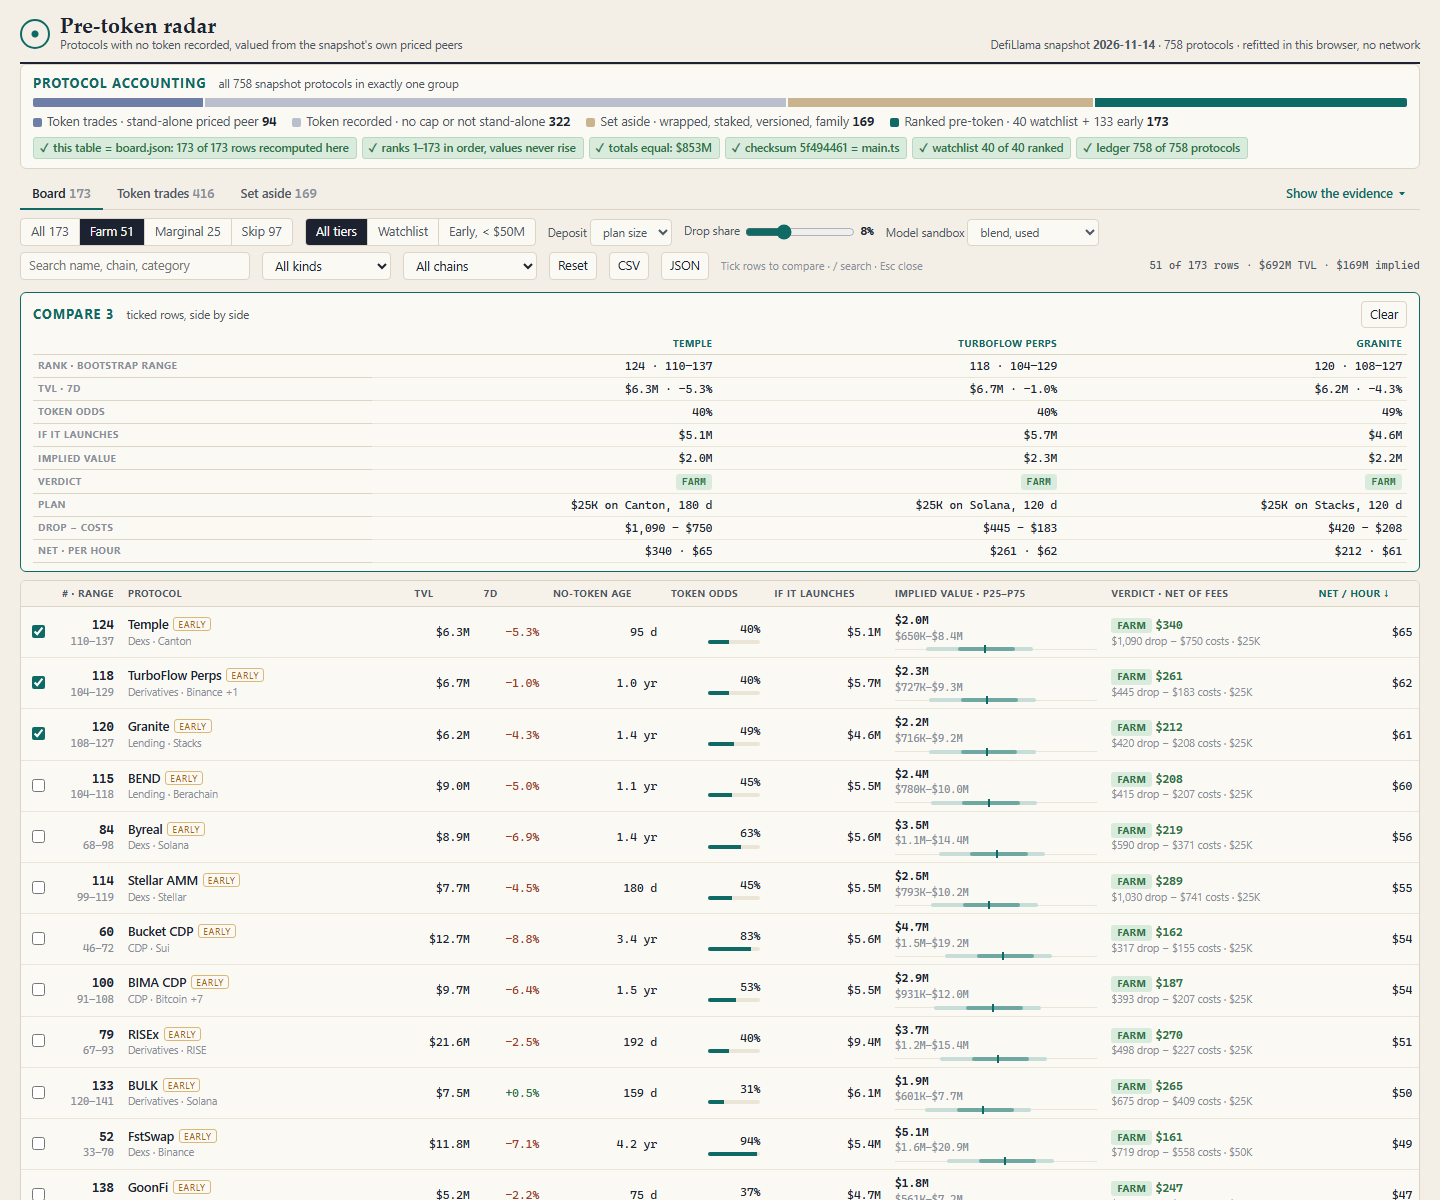 Pre-token radar
Protocols with no token recorded, valued from the snapshot's own priced peers
DefiLlama snapshot 2026-11-14 · 758 protocols · refitted in this browser, no network
PROTOCOL ACCOUNTING all 758 snapshot protocols in exactly one group
Token trades · stand-alone priced peer 94 Token recorded · no cap or not stand-alone 322 Set aside · wrapped, staked, versioned, family 169 Ranked pre-token · 40 watchlist + 133 early 173
✓ this table = board.json: 173 of 173 rows recomputed here ✓ ranks 1–173 in order, values never rise ✓ totals equal: $853M ✓ checksum 5f494461 = main.ts ✓ watchlist 40 of 40 ranked ✓ ledger 758 of 758 protocols
Board 173 Token trades 416 Set aside 169 Show the evidence
All 173 Farm 51 Marginal 25 Skip 97 All tiers Watchlist Early, < $50M Deposit plan size Drop share 8% Model sandbox blend, used
Search name, chain, category All kinds All chains Reset CSV JSON Tick rows to compare · / search · Esc close 51 of 173 rows · $692M TVL · $169M implied
COMPARE 3 ticked rows, side by side Clear
TEMPLE TURBOFLOW PERPS GRANITE
RANK · BOOTSTRAP RANGE 124 · 110–137 118 · 104–129 120 · 108–127
TVL · 7D $6.3M · −5.3% $6.7M · −1.0% $6.2M · −4.3%
TOKEN ODDS 40% 40% 49%
IF IT LAUNCHES $5.1M $5.7M $4.6M
IMPLIED VALUE $2.0M $2.3M $2.2M
VERDICT FARM FARM FARM
PLAN $25K on Canton, 180 d $25K on Solana, 120 d $25K on Stacks, 120 d
DROP − COSTS $1,090 − $750 $445 − $183 $420 − $208
NET · PER HOUR $340 · $65 $261 · $62 $212 · $61
# · RANGE PROTOCOL TVL 7D NO-TOKEN AGE TOKEN ODDS IF IT LAUNCHES IMPLIED VALUE · P25–P75 VERDICT · NET OF FEES NET / HOUR ↓
124 Temple EARLY $6.3M −5.3% 95 d 40% $5.1M $2.0M FARM $340 $65
110–137 Dexs · Canton $650K–$8.4M $1,090 drop − $750 costs · $25K
118 TurboFlow Perps EARLY $6.7M −1.0% 1.0 yr 40% $5.7M $2.3M FARM $261 $62
104–129 Derivatives · Binance +1 $727K–$9.3M $445 drop − $183 costs · $25K
120 Granite EARLY $6.2M −4.3% 1.4 yr 49% $4.6M $2.2M FARM $212 $61
108–127 Lending · Stacks $716K–$9.2M $420 drop − $208 costs · $25K
115 BEND EARLY $9.0M −5.0% 1.1 yr 45% $5.5M $2.4M FARM $208 $60
104–118 Lending · Berachain $780K–$10.0M $415 drop − $207 costs · $25K
84 Byreal EARLY $8.9M −6.9% 1.4 yr 63% $5.6M $3.5M FARM $219 $56
68–98 Dexs · Solana $1.1M–$14.4M $590 drop − $371 costs · $25K
114 Stellar AMM EARLY $7.7M −4.5% 180 d 45% $5.5M $2.5M FARM $289 $55
99–119 Dexs · Stellar $793K–$10.2M $1,030 drop − $741 costs · $25K
60 Bucket CDP EARLY $12.7M −8.8% 3.4 yr 83% $5.6M $4.7M FARM $162 $54
46–72 CDP · Sui $1.5M–$19.2M $317 drop − $155 costs · $25K
100 BIMA CDP EARLY $9.7M −6.4% 1.5 yr 53% $5.5M $2.9M FARM $187 $54
91–108 CDP · Bitcoin +7 $931K–$12.0M $393 drop − $207 costs · $25K
79 RISEx EARLY $21.6M −2.5% 192 d 40% $9.4M $3.7M FARM $270 $51
67–93 Derivatives · RISE $1.2M–$15.4M $498 drop − $227 costs · $25K
133 BULK EARLY $7.5M +0.5% 159 d 31% $6.1M $1.9M FARM $265 $50
120–141 Derivatives · Solana $601K–$7.7M $675 drop − $409 costs · $25K
52 FstSwap EARLY $11.8M −7.1% 4.2 yr 94% $5.4M $5.1M FARM $161 $49
33–70 Dexs · Binance $1.6M–$20.9M $719 drop − $558 costs · $50K
138 GoonFi EARLY $5.2M −2.2% 75 d 37% $4.7M $1.8M FARM $247 $47